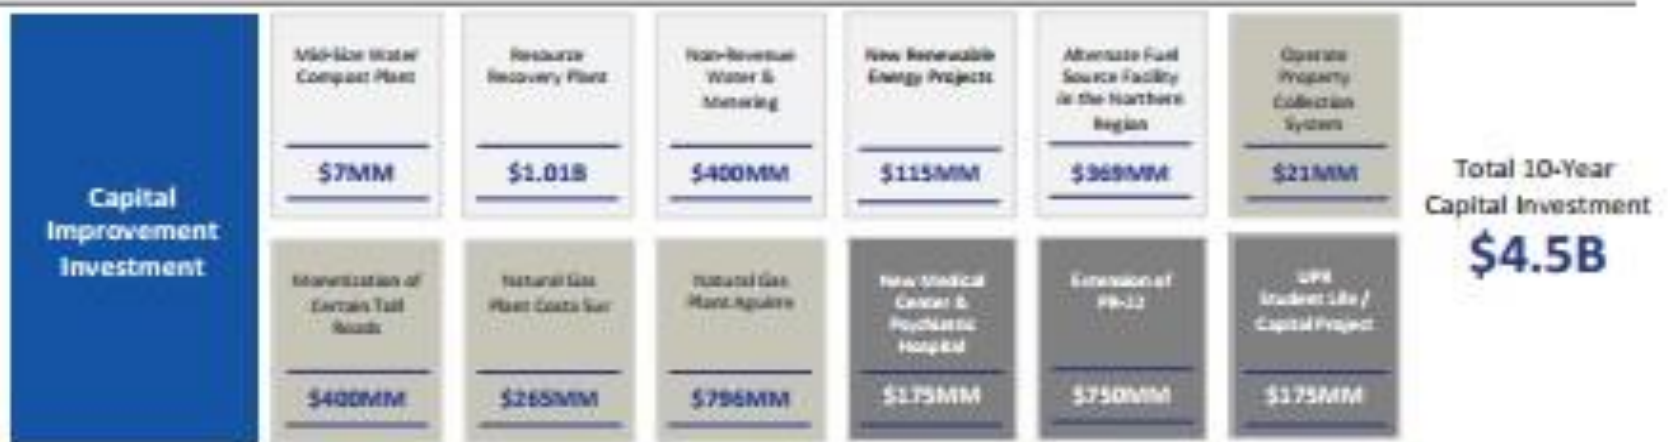 Capital
Improvement
Investment
Mid-Size Water
Compost Plant
$7MM
Resource
Recovery Plant
$1.01B
Non-Revenue
Water &
Metering
$400MM
New Renewable
Energy Projects
$115MM
Alternate Fuel
Source Facility
in the Northern
Region
$369MM
Operate
Property
Collection
System
$21MM
Monetization of
Certain Toll
Roads
$400MM
Natural Gas
Plant Costa Sur
$265MM
Natural Gas
Plant Aguirre
$796MM
New Medical
Center &
Psychiatric
Hospital
$175MM
Extension of
PR-22
$750MM
UPR
Student Life /
Capital Project
$175MM
Total 10-Year
Capital Investment
$4.5B